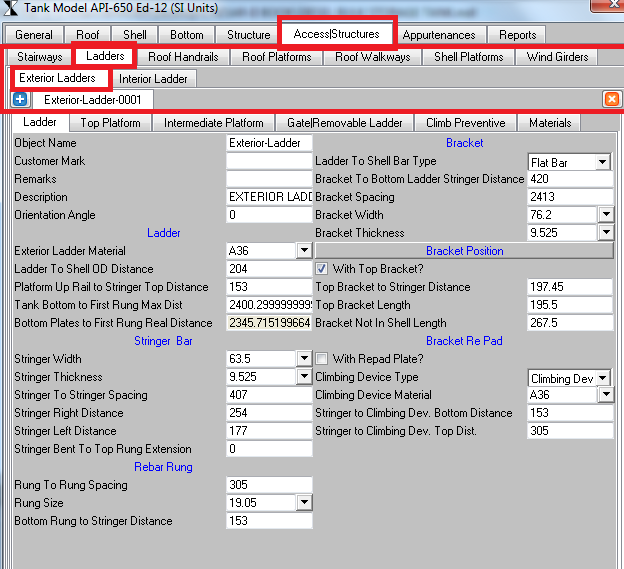 Tank Model API-650 Ed-12 (SI Units)
General Roof Shell Bottom Structure Access|Structures Appurtenances Reports
Stairways Ladders Roof Handrails Roof Platforms Roof Walkways Shell Platforms Wind Girders
Exterior Ladders Interior Ladder
Exterior-Ladder-0001
Ladder Top Platform Intermediate Platform Gate|Removable Ladder Climb Preventive Materials
Object Name Exterior-Ladder Bracket
Customer Mark Ladder To Shell Bar Type Flat Bar
Remarks Bracket To Bottom Ladder Stringer Distance 420
Description EXTERIOR LADD Bracket Spacing 2413
Orientation Angle 0 Bracket Width 76.2
Ladder Bracket Thickness 9.525
Exterior Ladder Material A36 Bracket Position
Ladder To Shell OD Distance 204 With Top Bracket?
Platform Up Rail to Stringer Top Distance 153 Top Bracket to Stringer Distance 197.45
Tank Bottom to First Rung Max Dist 2400.2999999999 Top Bracket Length 195.5
Bottom Plates to First Rung Real Distance 2345.715199664 Bracket Not In Shell Length 267.5
Stringer Bar Bracket Re Pad
Stringer Width 63.5 With Repad Plate?
Stringer Thickness 9.525 Climbing Device Type Climbing Dev
Stringer To Stringer Spacing 407 Climbing Device Material A36
Stringer Right Distance 254 Stringer to Climbing Dev. Bottom Distance 153
Stringer Left Distance 177 Stringer to Climbing Dev. Top Dist. 305
Stringer Bent To Top Rung Extension 0
Rebar Rung
Rung To Rung Spacing 305
Rung Size 19.05
Bottom Rung to Stringer Distance 153